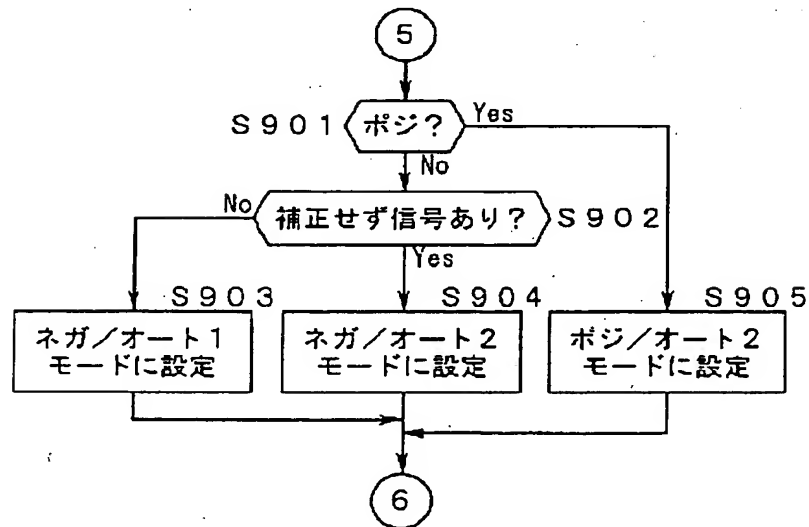 5
S901 ポジ? Yes
No
No 補正せず信号あり? S902
Yes
S903 S904 S905
ネガ/オート1 ネガ/オート2 ポジ/オート2
モードに設定 モードに設定 モードに設定
6